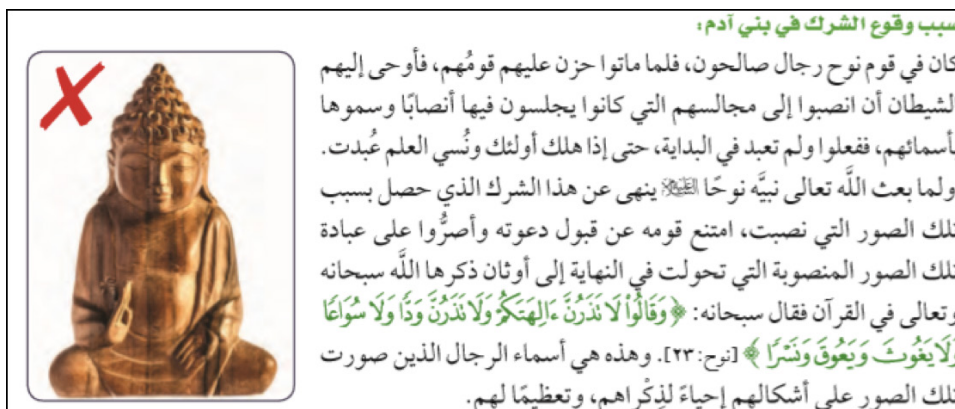 سبب وقوع الشرك في بني آدم:
كان في قوم نوح رجال صالحون، فلما ماتوا حزن عليهم قومُهم، فأوحى إليهم
الشيطان أن انصبوا إلى مجالسهم التي كانوا يجلسون فيها أنصابًا وسموها
بأسمائهم، ففعلوا ولم تعبد في البداية، حتى إذا هلك أولئك ونُسي العلم عُبدت.
ولما بعث اللَّه تعالى نبيَّه نوحًا عليه السلام ينهى عن هذا الشرك الذي حصل بسبب
تلك الصور التي نصبت، امتنع قومه عن قبول دعوته وأصرُّوا على عبادة
تلك الصور المنصوبة التي تحولت في النهاية إلى أوثان ذكرها اللَّه سبحانه
وتعالى في القرآن فقال سبحانه: ﴿وَقَالُوا۟ لَا نَذَرُنَّ ءَالِهَتَكُمْ وَلَا نَذَرُنَّ وَدًّا وَلَا سُوَاعًا
وَلَا يَغُوثَ وَيَعُوقَ وَنَسْرًا﴾ [نوح: ٢٣]. وهذه هي أسماء الرجال الذين صورت
تلك الصور على أشكالهم إحياءً لذِكْراهم، وتعظيمًا لهم.